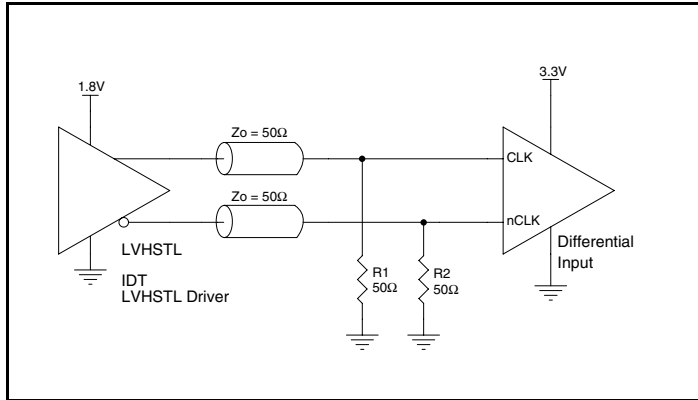 1.8V
3.3V
Zo = 50Ω
CLK
Zo = 50Ω
nCLK
LVHSTL
IDT
LVHSTL Driver
R1
50Ω
R2
50Ω
Differential
Input